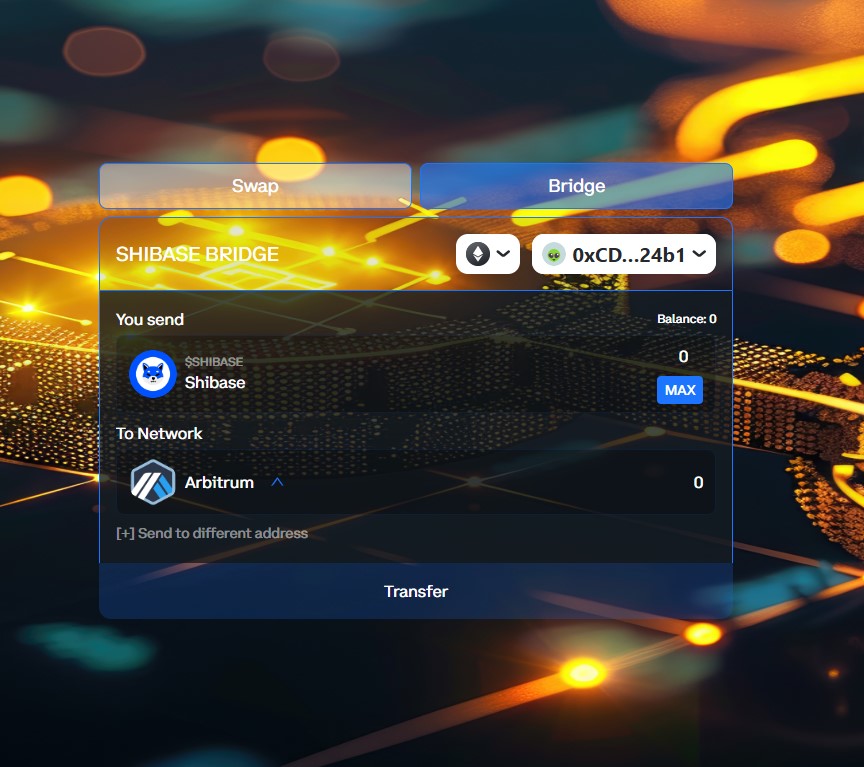 Swap
Bridge
SHIBASE BRIDGE
0xCD...24b1
You send
Balance: 0
$SHIBASE
Shibase
0
MAX
To Network
Arbitrum
0
[+] Send to different address
Transfer